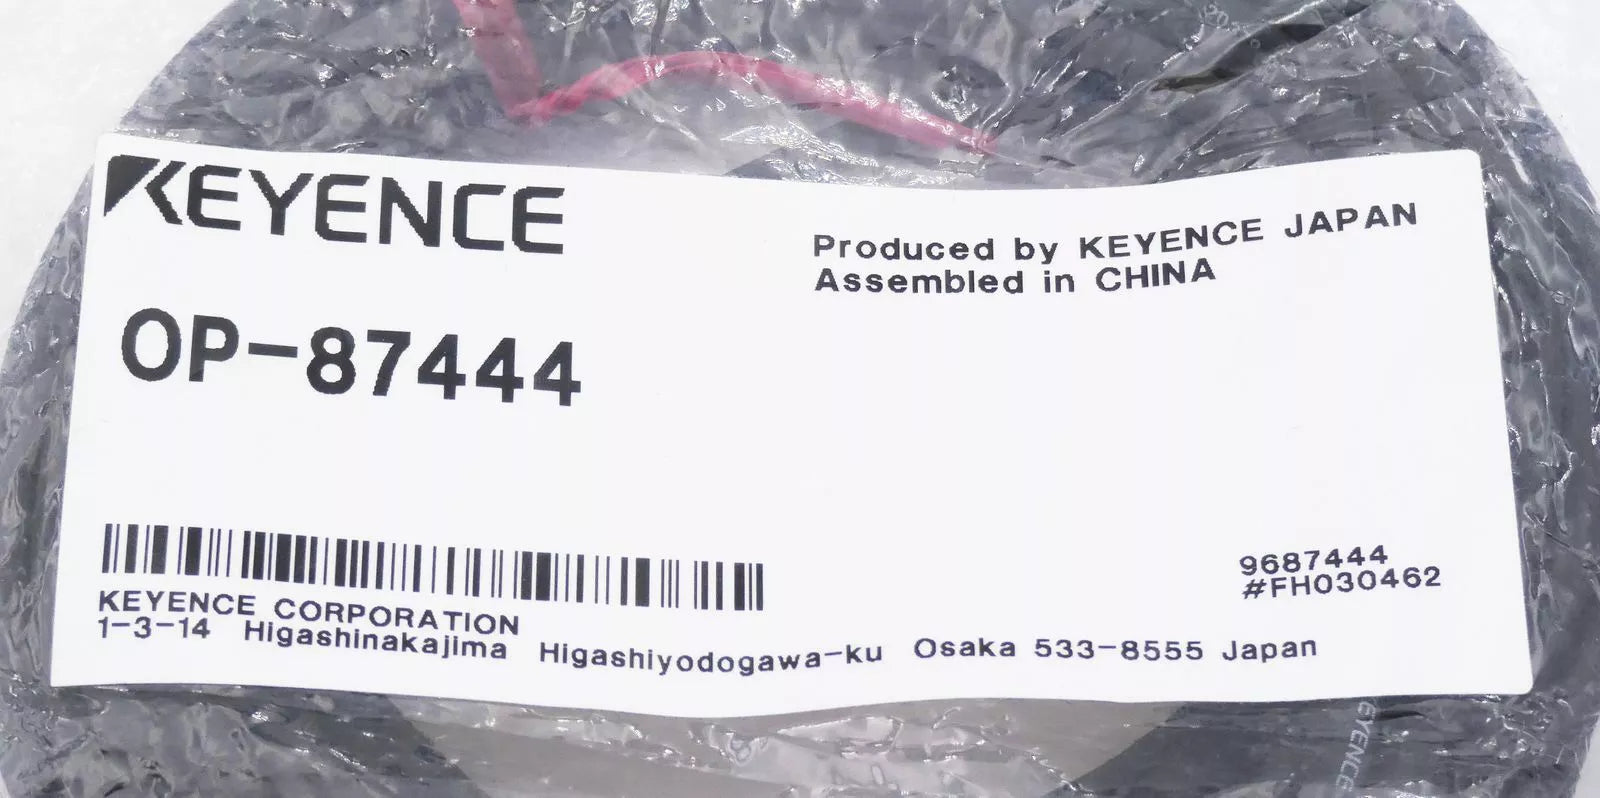 KEYENCE
Produced by KEYENCE JAPAN
Assembled in CHINA
OP-87444
9687444
#FH030462
KEYENCE CORPORATION
1-3-14 Higashinakajima Higashiyodogawa-ku Osaka 533-8555 Japan
KEYENCE